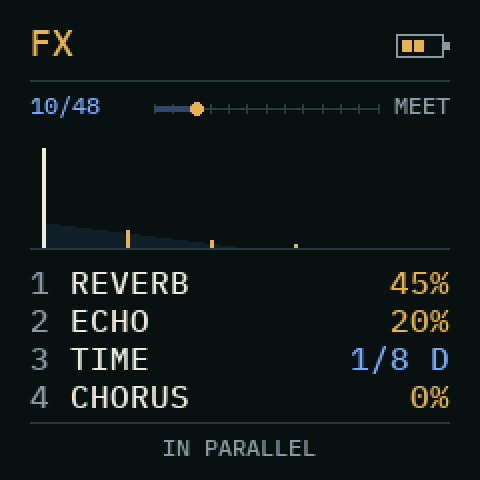 FX
10/48 MEET
1 REVERB 45%
2 ECHO 20%
3 TIME 1/8 D
4 CHORUS 0%
IN PARALLEL